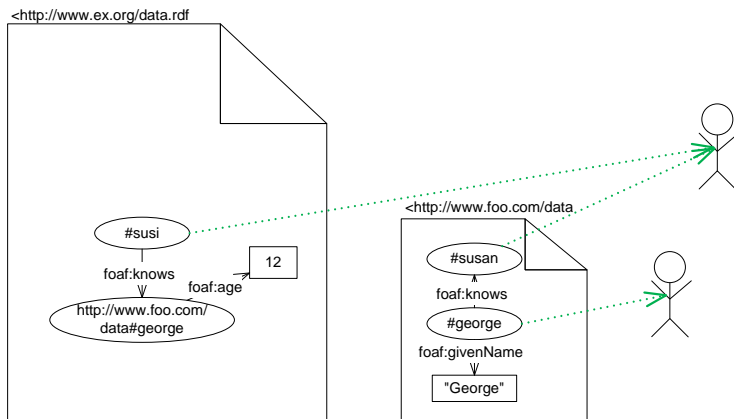 <http://www.ex.org/data.rdf
#susi
foaf:knows
foaf:age
12
http://www.foo.com/
data#george
<http://www.foo.com/data
#susan
foaf:knows
#george
foaf:givenName
"George"